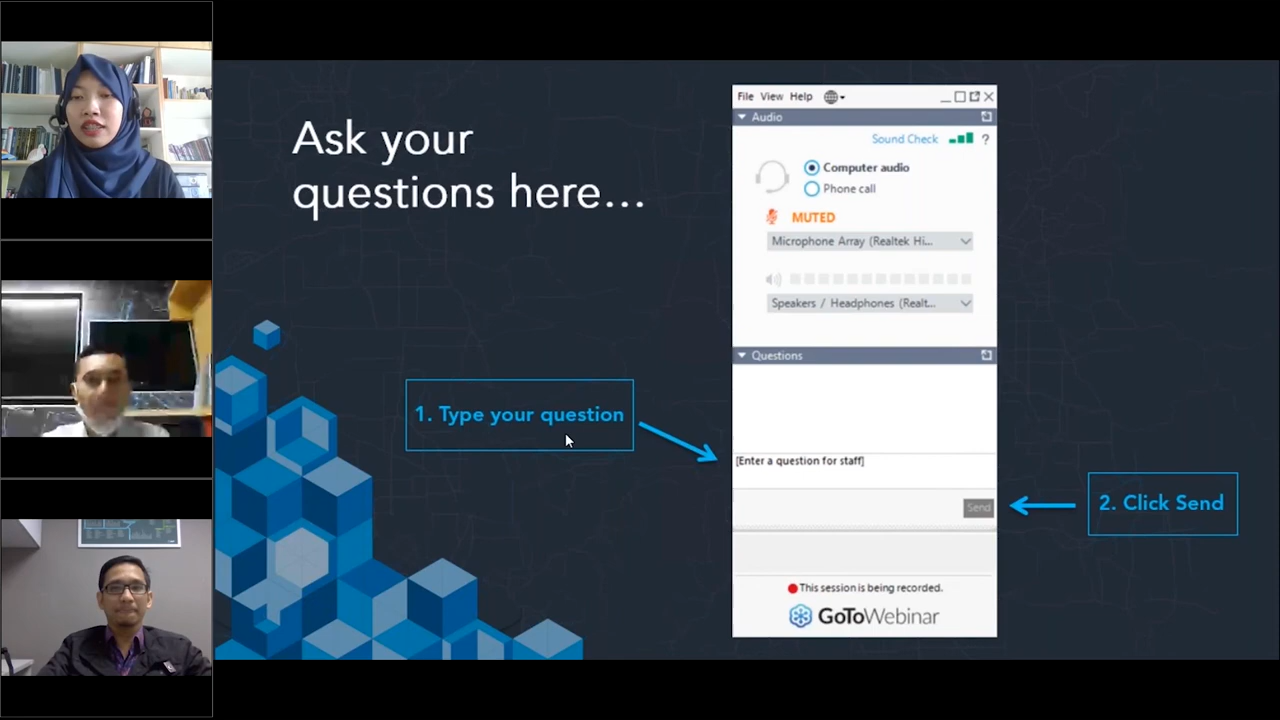 Ask your
questions here...
File View Help
Audio
Sound Check ?
Computer audio
Phone call
MUTED
Microphone Array (Realtek Hi...
Speakers / Headphones (Realt...
Questions
1. Type your question
[Enter a question for staff]
Send
2. Click Send
This session is being recorded.
GoToWebinar